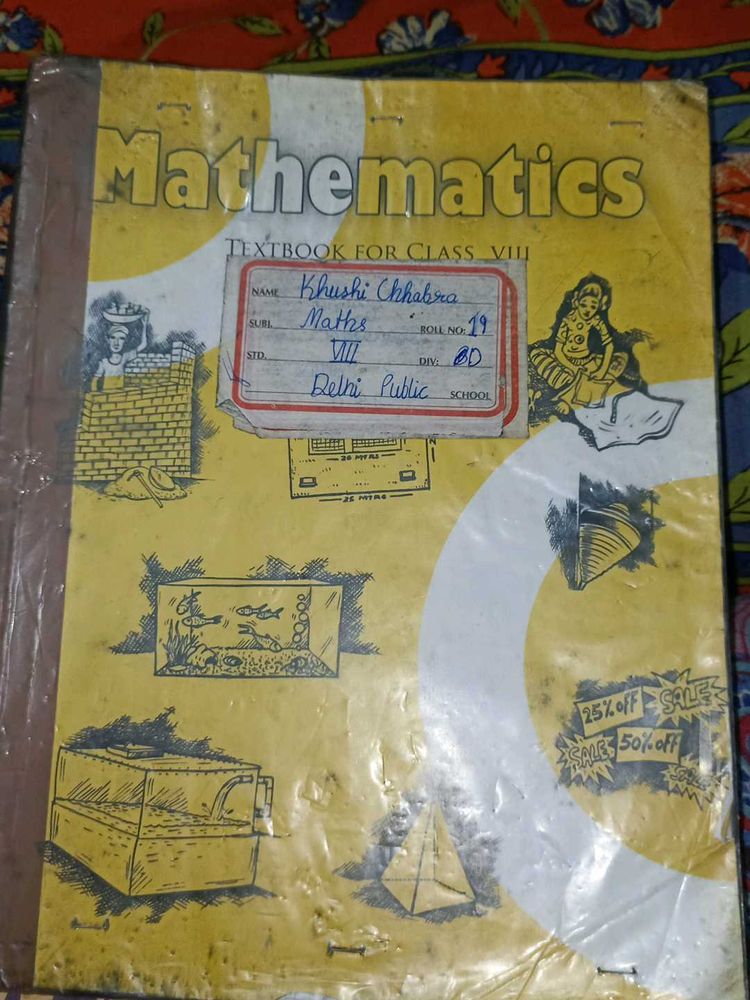 Mathematics
TEXTBOOK FOR CLASS VIII
NAME Khushi Chhabra
SUBJ. Maths ROLL NO: 19
STD. VIII DIV: D
Delhi Public SCHOOL
20 MTRS
25 MTRS
25% off SALE
SALE 50% off
SALE